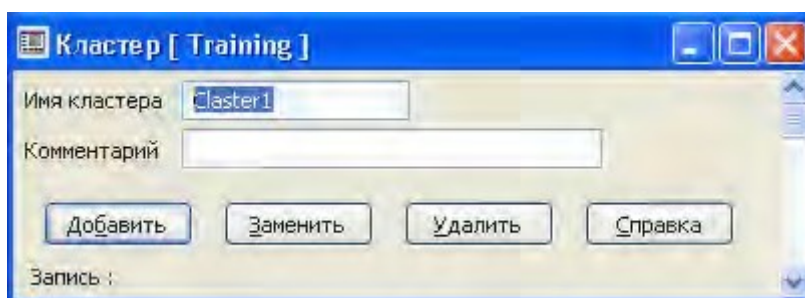 Кластер [ Training ]
Имя кластера Claster1
Комментарий
Добавить Заменить Удалить Справка
Запись :